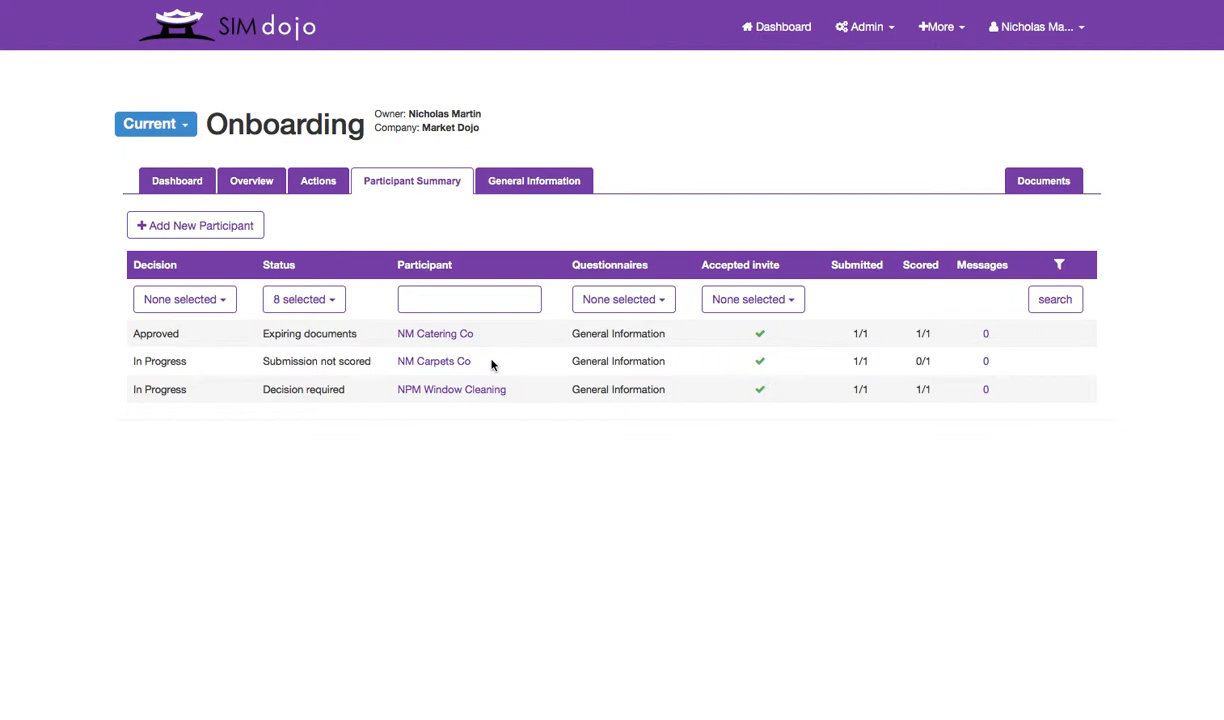 SIM dojo
Dashboard Admin +More Nicholas Ma...
Current Onboarding
Owner: Nicholas Martin
Company: Market Dojo
Dashboard Overview Actions Participant Summary General Information Documents
+ Add New Participant
Decision Status Participant Questionnaires Accepted invite Submitted Scored Messages
None selected 8 selected None selected None selected search
Approved Expiring documents NM Catering Co General Information 1/1 1/1 0
In Progress Submission not scored NM Carpets Co General Information 1/1 0/1 0
In Progress Decision required NPM Window Cleaning General Information 1/1 1/1 0